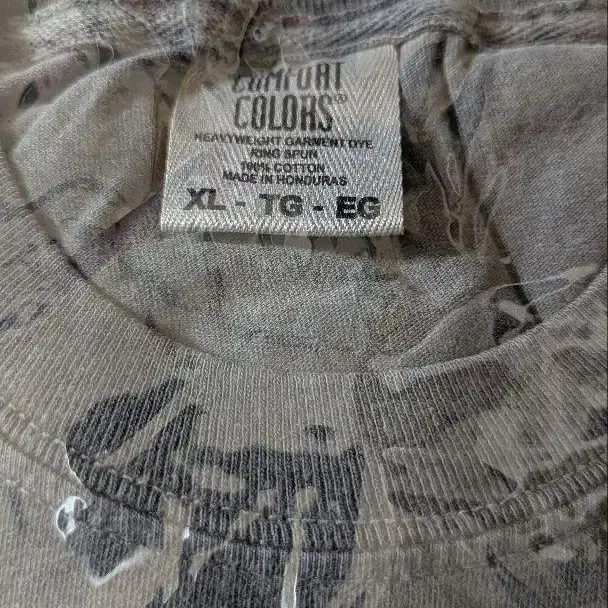 COMFORT
COLORS®
HEAVYWEIGHT GARMENT DYE
RING SPUN
100% COTTON
MADE IN HONDURAS
XL - TG - EG